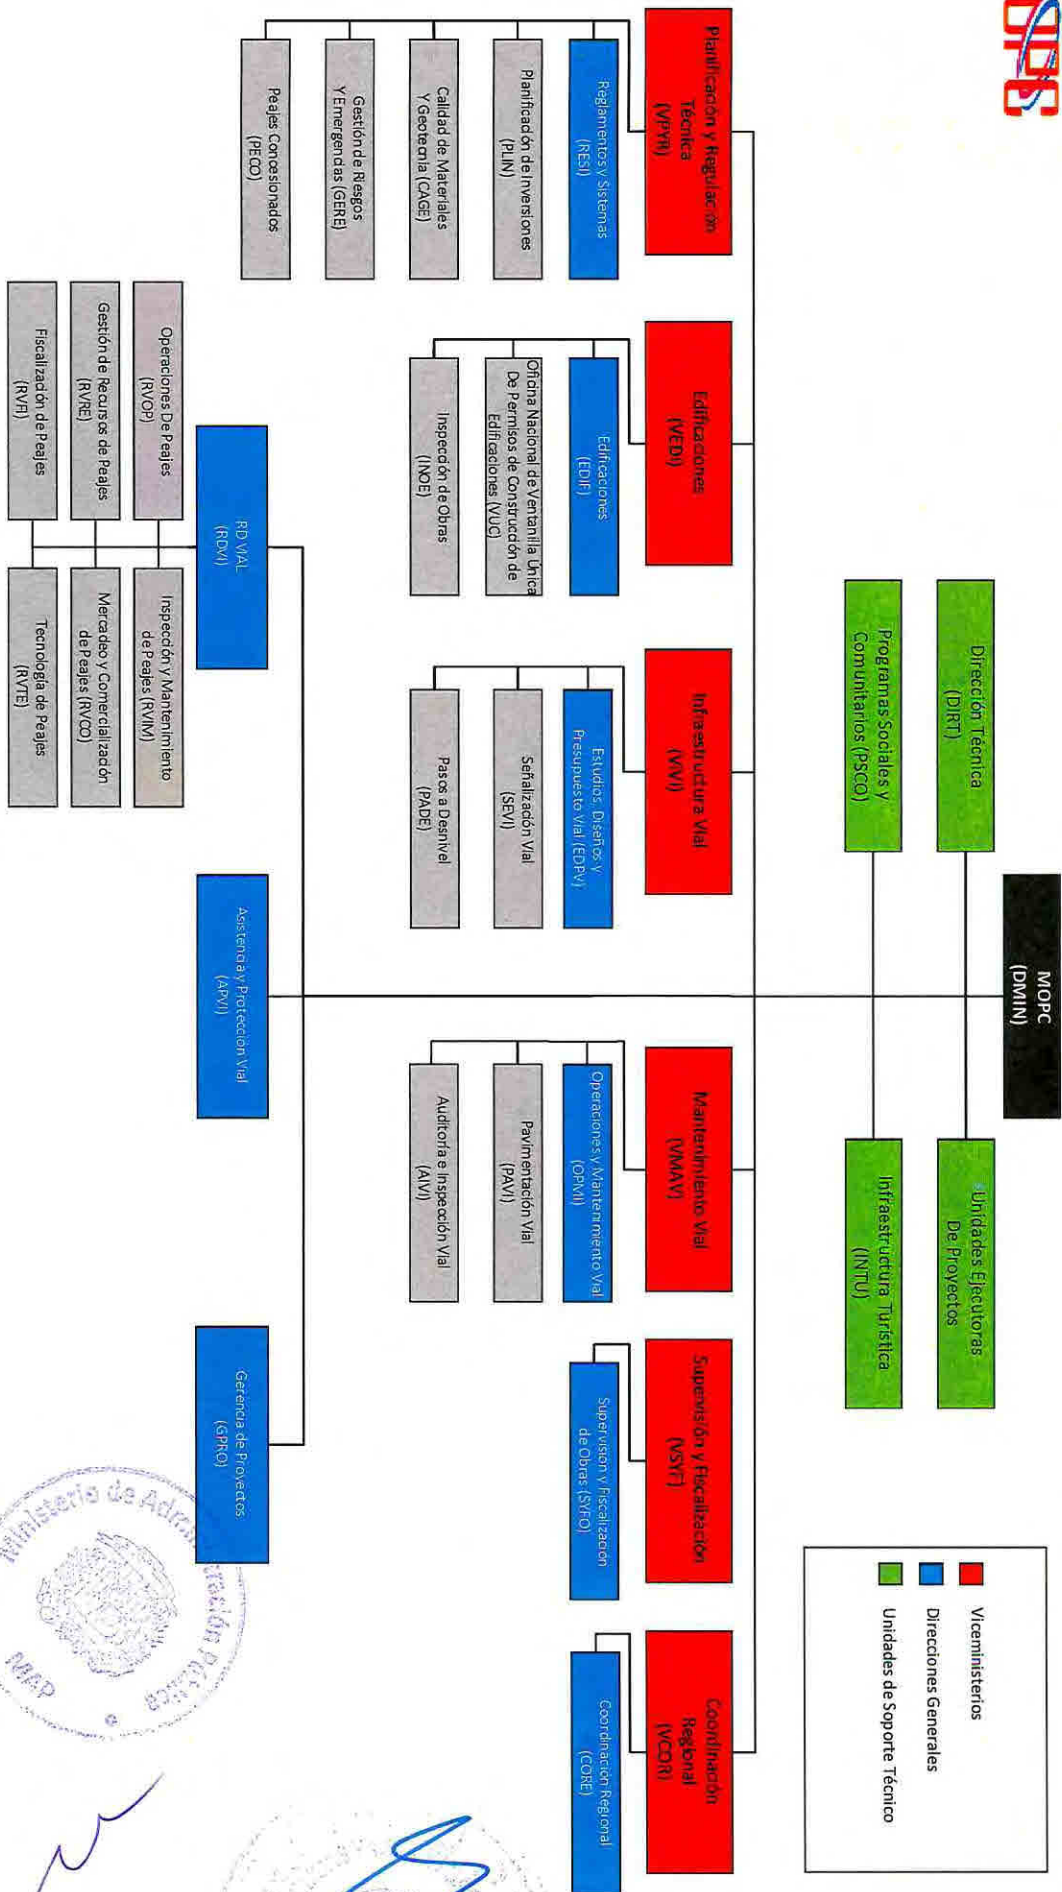 MOPC
(DMIN)
Dirección Técnica
(DIRT)
Unidades Ejecutoras
De Proyectos
Programas Sociales y
Comunitarios (PSCO)
Infraestructura Turística
(INTU)
Viceministerios
Direcciones Generales
Unidades de Soporte Técnico
Planificación y Regulación
Técnica
(VPYR)
Reglamentos y Sistemas
(RESI)
Planificación de Inversiones
(PLIN)
Calidad de Materiales
Y Geotecnia (CAGE)
Gestión de Riesgos
Y Emergencias (GERE)
Peajes Concesionados
(PECO)
Edificaciones
(VEDI)
Edificaciones
(EDIF)
Oficina Nacional de Ventanilla Única
De Permisos de Construcción de
Edificaciones (VUC)
Inspección de Obras
(INOE)
Infraestructura Vial
(VIVI)
Estudios, Diseños y
Presupuesto Vial (EDPV)
Señalización Vial
(SEVI)
Pasos a Desnivel
(PADE)
Mantenimiento Vial
(VMAVI)
Operaciones y Mantenimiento Vial
(OPMI)
Pavimentación Vial
(PAVI)
Auditoría e Inspección Vial
(AIVI)
Supervisión y Fiscalización
(VSYF)
Supervision y Fiscalización
de Obras (SYFO)
Coordinación
Regional
(VCOR)
Coordinación Regional
(CORE)
RD VIAL
(RDVI)
Operaciones De Peajes
(RVOP)
Inspección y Mantenimiento
de Peajes (RVIM)
Gestión de Recursos de Peajes
(RVRE)
Mercadeo y Comercialización
de Peajes (RVCO)
Fiscalización de Peajes
(RVFI)
Tecnología de Peajes
(RVTE)
Asistencia y Protección Vial
(APVI)
Gerencia de Proyectos
(GPRO)
Ministerio de
Pública
MAP